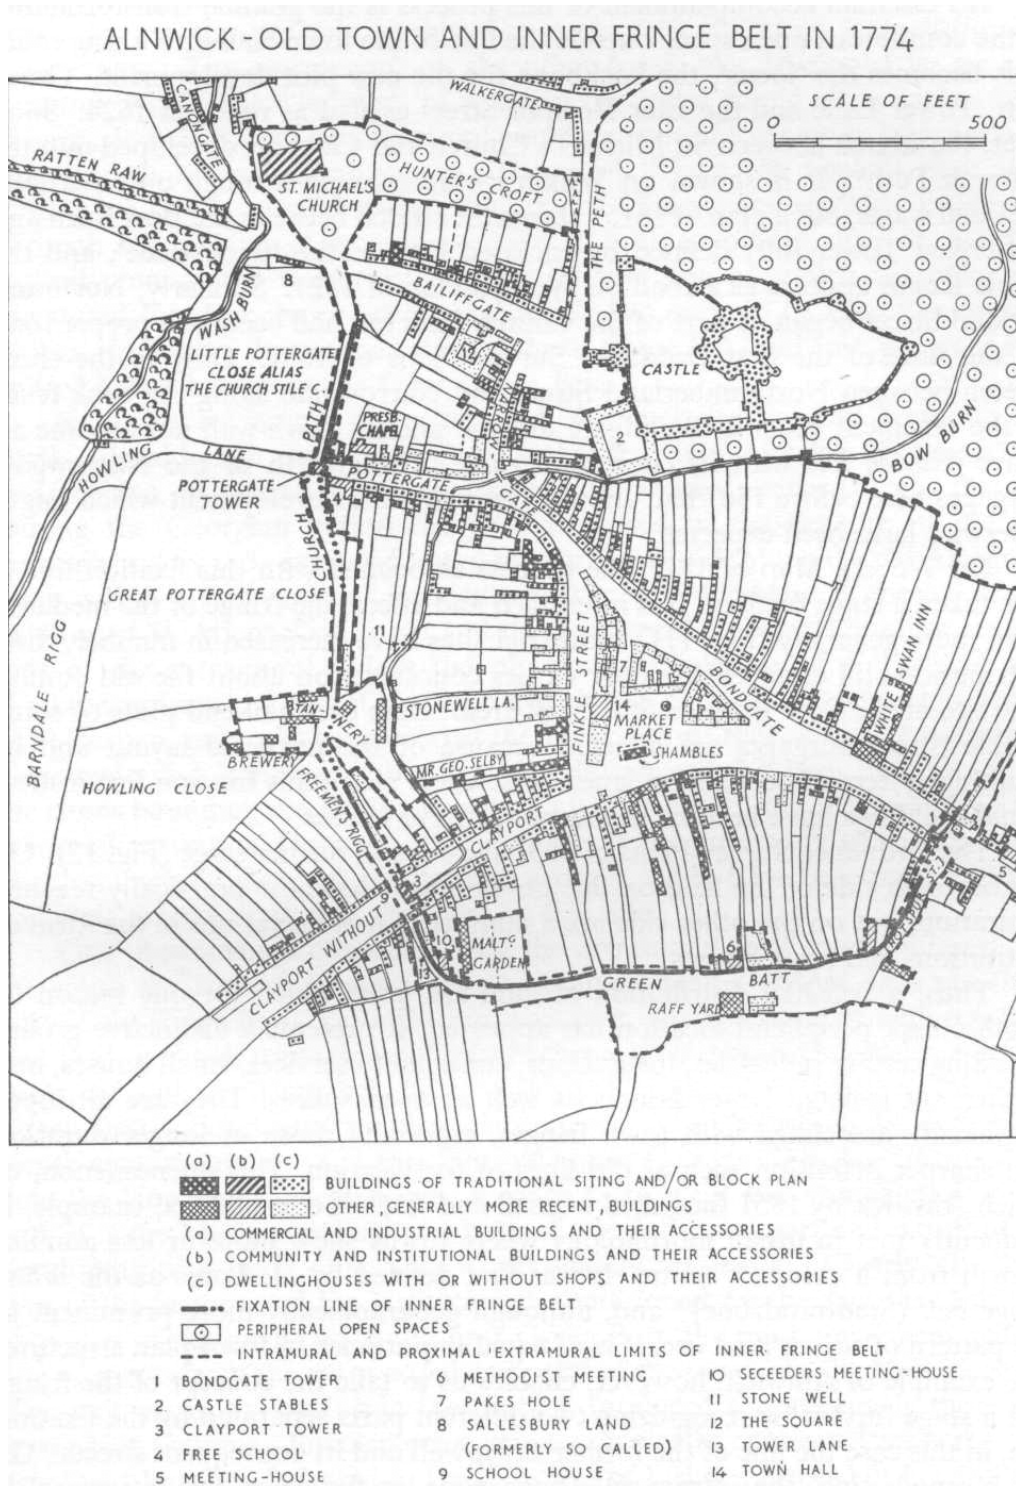 ALNWICK-OLD TOWN AND INNER FRINGE BELT IN 1774
SCALE OF FEET
0 500
CANONGATE
WALKERGATE
RATTEN RAW
ST. MICHAEL'S
CHURCH
HUNTER'S CROFT
THE PETH
8
WASH BURN
BAILIFFGATE
12
LITTLE POTTERGATE
CLOSE ALIAS
THE CHURCH STILE C.
CASTLE
PRESB.
CHAPEL
2
BOW BURN
HOWLING LANE
PATH
POTTERGATE
TOWER
4
POTTERGATE
GATE
CHURCH
GREAT POTTERGATE CLOSE
11
BARNDALE RIGG
FINKLE STREET
7
BONDGATE
WHITE SWAN INN
STONEWELL LA.
14
MARKET
PLACE
SHAMBLES
TANNERY
BREWERY
MR. GEO. SELBY
HOWLING CLOSE
FREEMEN'S RIGG
CLAYPORT
3
9
5
CLAYPORT WITHOUT
10
MALTG
GARDEN
13
6
GREEN BATT
RAFF YARD
(a) (b) (c)
BUILDINGS OF TRADITIONAL SITING AND/OR BLOCK PLAN
OTHER, GENERALLY MORE RECENT, BUILDINGS
(a) COMMERCIAL AND INDUSTRIAL BUILDINGS AND THEIR ACCESSORIES
(b) COMMUNITY AND INSTITUTIONAL BUILDINGS AND THEIR ACCESSORIES
(c) DWELLINGHOUSES WITH OR WITHOUT SHOPS AND THEIR ACCESSORIES
FIXATION LINE OF INNER FRINGE BELT
PERIPHERAL OPEN SPACES
INTRAMURAL AND PROXIMAL EXTRAMURAL LIMITS OF INNER FRINGE BELT
1 BONDGATE TOWER
2 CASTLE STABLES
3 CLAYPORT TOWER
4 FREE SCHOOL
5 MEETING-HOUSE
6 METHODIST MEETING
7 PAKES HOLE
8 SALLESBURY LAND
(FORMERLY SO CALLED)
9 SCHOOL HOUSE
10 SECEEDERS MEETING-HOUSE
11 STONE WELL
12 THE SQUARE
13 TOWER LANE
14 TOWN HALL